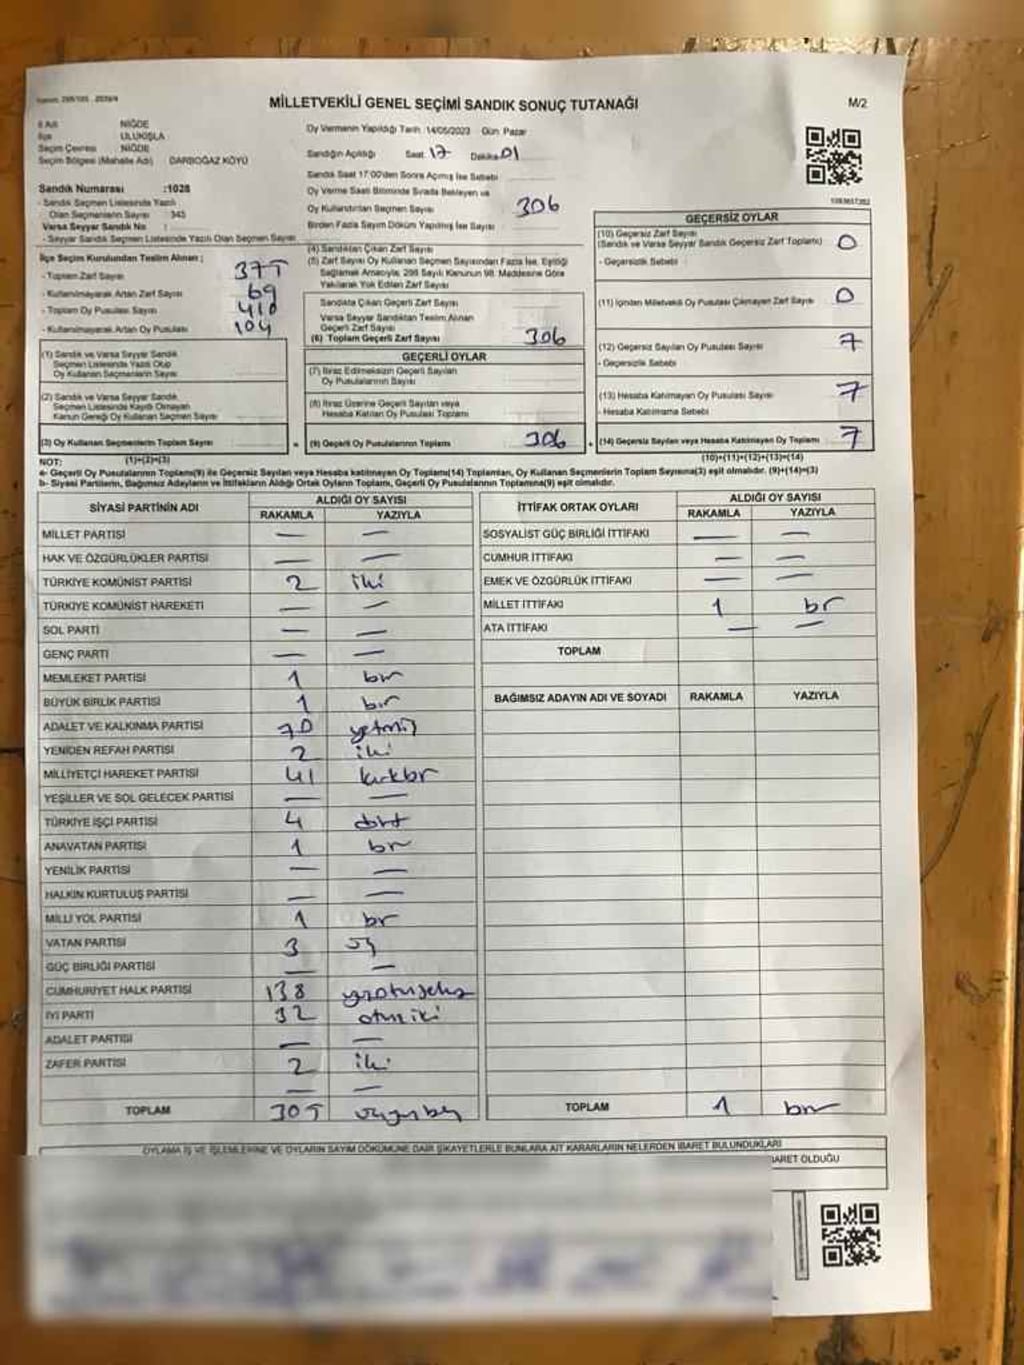 MİLLETVEKİLİ GENEL SEÇİMİ SANDIK SONUÇ TUTANAĞI
M/2
İl Adı NİĞDE
İlçe ULUKIŞLA
Seçim Çevresi NİĞDE
Seçim Bölgesi (Mahalle Adı) DARBOĞAZ KÖYÜ
Sandık Numarası :1028
- Sandık Seçmen Listesinde Yazılı
Olan Seçmenlerin Sayısı : 345
Varsa Seyyar Sandık No :
- Seyyar Sandık Seçmen Listesinde Yazılı Olan Seçmen Sayısı
İlçe Seçim Kurulundan Teslim Alınan ;
- Toplam Zarf Sayısı 375
- Kullanılmayarak Artan Zarf Sayısı 69
- Toplam Oy Pusulası Sayısı 410
- Kullanılmayarak Artan Oy Pusulası 104
(1) Sandık ve Varsa Seyyar Sandık
Seçmen Listesinde Yazılı Olup
Oy Kullanan Seçmenlerin Sayısı
(2) Sandık ve Varsa Seyyar Sandık
Seçmen Listesinde Kayıtlı Olmayan
Kanun Gereği Oy Kullanan Seçmen Sayısı
(3) Oy Kullanan Seçmenlerin Toplam Sayısı
(1)+(2)=(3)
Oy Vermenin Yapıldığı Tarih :14/05/2023 Gün: Pazar
Sandığın Açıldığı Saat 17 Dakika 01
Sandık Saat 17:00'den Sonra Açılmış İse Sebebi
Oy Verme Saati Bitiminde Sırada Bekleyen ve
Oy Kullandırılan Seçmen Sayısı 306
Birden Fazla Sayım Döküm Yapılmış İse Sayısı
(4) Sandıktan Çıkan Zarf Sayısı
(5) Zarf Sayısı Oy Kullanan Seçmen Sayısından Fazla İse, Eşitliği
Sağlamak Amacıyla, 298 Sayılı Kanunun 98. Maddesine Göre
Yakılarak Yok Edilen Zarf Sayısı
Sandıkta Çıkan Geçerli Zarf Sayısı
Varsa Seyyar Sandıktan Teslim Alınan
Geçerli Zarf Sayısı
(6) Toplam Geçerli Zarf Sayısı 306
GEÇERLİ OYLAR
(7) İtiraz Edilmeksizin Geçerli Sayılan
Oy Pusulalarının Sayısı
(8) İtiraz Üzerine Geçerli Sayılan veya
Hesaba Katılan Oy Pusulası Toplamı
(9) Geçerli Oy Pusulalarının Toplamı 306
GEÇERSİZ OYLAR
(10) Geçersiz Zarf Sayısı
(Sandık ve Varsa Seyyar Sandık Geçersiz Zarf Toplamı) 0
- Geçersizlik Sebebi
(11) İçinden Milletvekili Oy Pusulası Çıkmayan Zarf Sayısı 0
(12) Geçersiz Sayılan Oy Pusulası Sayısı 7
- Geçersizlik Sebebi
(13) Hesaba Katılmayan Oy Pusulası Sayısı 7
- Hesaba Katılmama Sebebi
(14) Geçersiz Sayılan veya Hesaba Katılmayan Oy Toplamı 7
(10)+(11)+(12)+(13)=(14)
NOT:
a- Geçerli Oy Pusulalarının Toplamı(9) ile Geçersiz Sayılan veya Hesaba katılmayan Oy Toplamı(14) Toplamları, Oy Kullanan Seçmenlerin Toplam Sayısına(3) eşit olmalıdır. (9)+(14)=(3)
b- Siyasi Partilerin, Bağımsız Adayların ve İttifakların Aldığı Ortak Oyların Toplamı, Geçerli Oy Pusulalarının Toplamına(9) eşit olmalıdır.
SİYASİ PARTİNİN ADI ALDIĞI OY SAYISI
RAKAMLA YAZIYLA
MİLLET PARTİSİ — —
HAK VE ÖZGÜRLÜKLER PARTİSİ — —
TÜRKİYE KOMÜNİST PARTİSİ 2 iki
TÜRKİYE KOMÜNİST HAREKETİ — —
SOL PARTİ — —
GENÇ PARTİ — —
MEMLEKET PARTİSİ 1 bir
BÜYÜK BİRLİK PARTİSİ 1 bir
ADALET VE KALKINMA PARTİSİ 70 yetmiş
YENİDEN REFAH PARTİSİ 2 iki
MİLLİYETÇİ HAREKET PARTİSİ 41 kırkbir
YEŞİLLER VE SOL GELECEK PARTİSİ — —
TÜRKİYE İŞÇİ PARTİSİ 4 dört
ANAVATAN PARTİSİ 1 bir
YENİLİK PARTİSİ — —
HALKIN KURTULUŞ PARTİSİ — —
MİLLİ YOL PARTİSİ 1 bir
VATAN PARTİSİ 3 üç
GÜÇ BİRLİĞİ PARTİSİ — —
CUMHURİYET HALK PARTİSİ 138 yüzotuzsekiz
İYİ PARTİ 32 otuziki
ADALET PARTİSİ — —
ZAFER PARTİSİ 2 iki
— —
TOPLAM 305 üçyüzbeş
İTTİFAK ORTAK OYLARI ALDIĞI OY SAYISI
RAKAMLA YAZIYLA
SOSYALİST GÜÇ BİRLİĞİ İTTİFAKI — —
CUMHUR İTTİFAKI — —
EMEK VE ÖZGÜRLÜK İTTİFAKI — —
MİLLET İTTİFAKI 1 bir
ATA İTTİFAKI — —
TOPLAM
BAĞIMSIZ ADAYIN ADI VE SOYADI RAKAMLA YAZIYLA
TOPLAM 1 bir
OYLAMA İŞ VE İŞLEMLERİNE VE OYLARIN SAYIM DÖKÜMÜNE DAİR ŞİKAYETLERLE BUNLARA AİT KARARLARIN NELERDEN İBARET BULUNDUKLARI
İBARET OLDUĞU